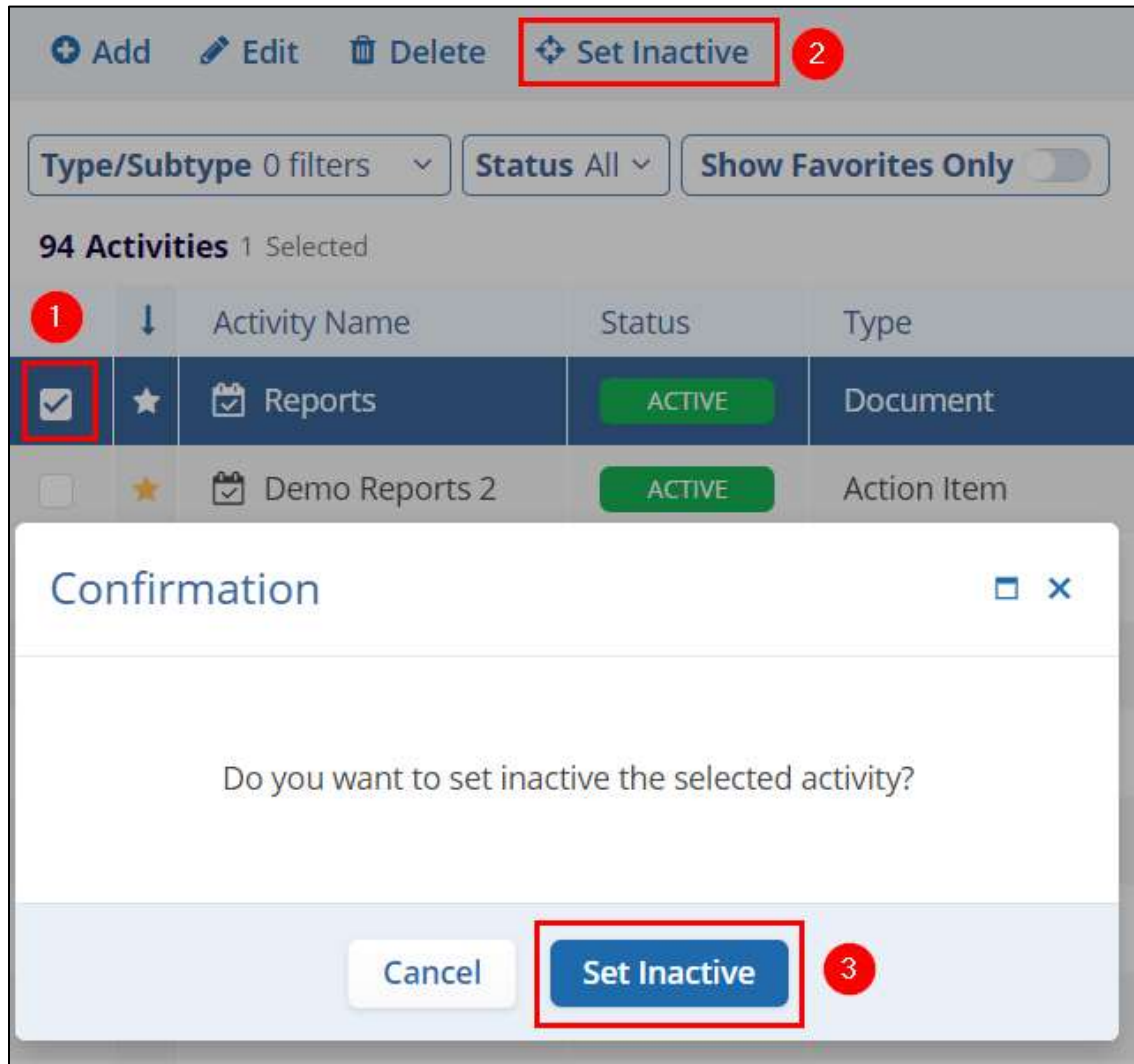 Add Edit Delete Set Inactive 2
Type/Subtype 0 filters Status All Show Favorites Only
94 Activities 1 Selected
1 Activity Name Status Type
Reports ACTIVE Document
Demo Reports 2 ACTIVE Action Item
Confirmation
Do you want to set inactive the selected activity?
Cancel Set Inactive 3